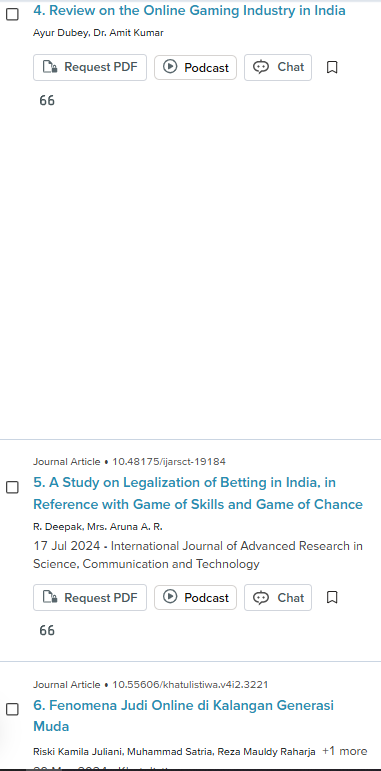 4. Review on the Online Gaming Industry in India
Ayur Dubey, Dr. Amit Kumar
Request PDF Podcast Chat
66
Journal Article • 10.48175/ijarsct-19184
5. A Study on Legalization of Betting in India, in
Reference with Game of Skills and Game of Chance
R. Deepak, Mrs. Aruna A. R.
17 Jul 2024 - International Journal of Advanced Research in
Science, Communication and Technology
Request PDF Podcast Chat
66
Journal Article • 10.55606/khatulistiwa.v4i2.3221
6. Fenomena Judi Online di Kalangan Generasi
Muda
Riski Kamila Juliani, Muhammad Satria, Reza Mauldy Raharja +1 more